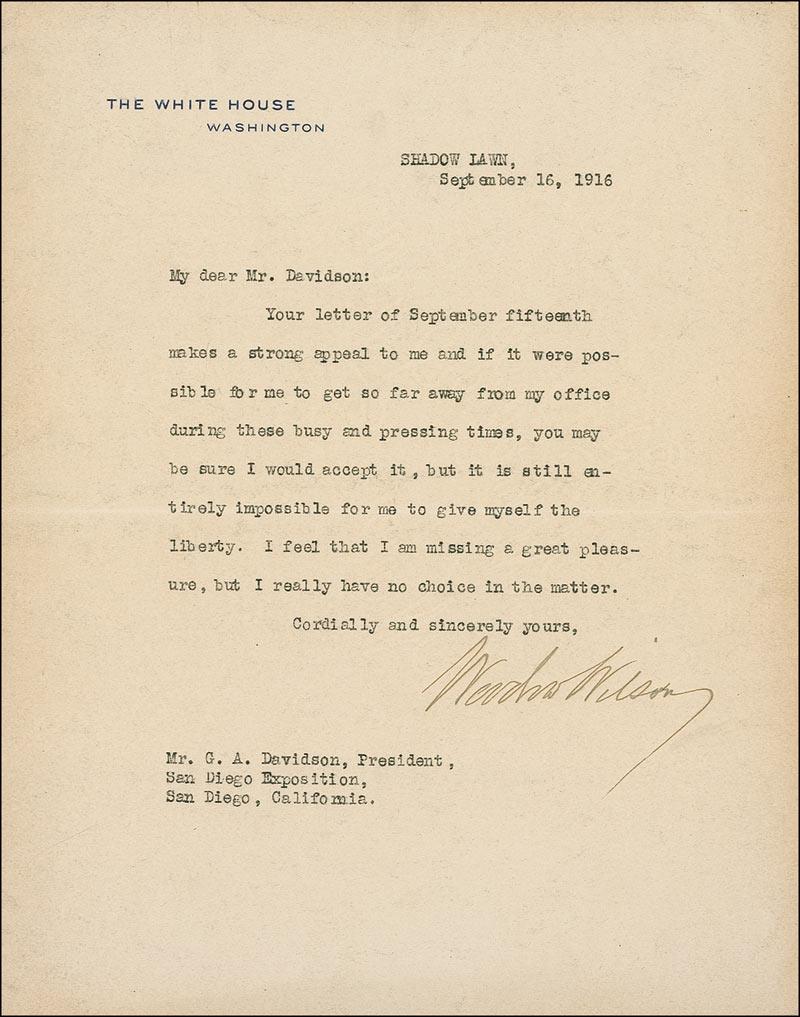 THE WHITE HOUSE
WASHINGTON
SHADOW LAWN,
September 16, 1916
My dear Mr. Davidson:
Your letter of September fifteenth
makes a strong appeal to me and if it were pos-
sible for me to get so far away from my office
during these busy and pressing times, you may
be sure I would accept it, but it is still en-
tirely impossible for me to give myself the
liberty. I feel that I am missing a great pleas-
ure, but I really have no choice in the matter.
Cordially and sincerely yours,
Woodrow Wilson
Mr. G. A. Davidson, President,
San Diego Exposition,
San Diego, California.